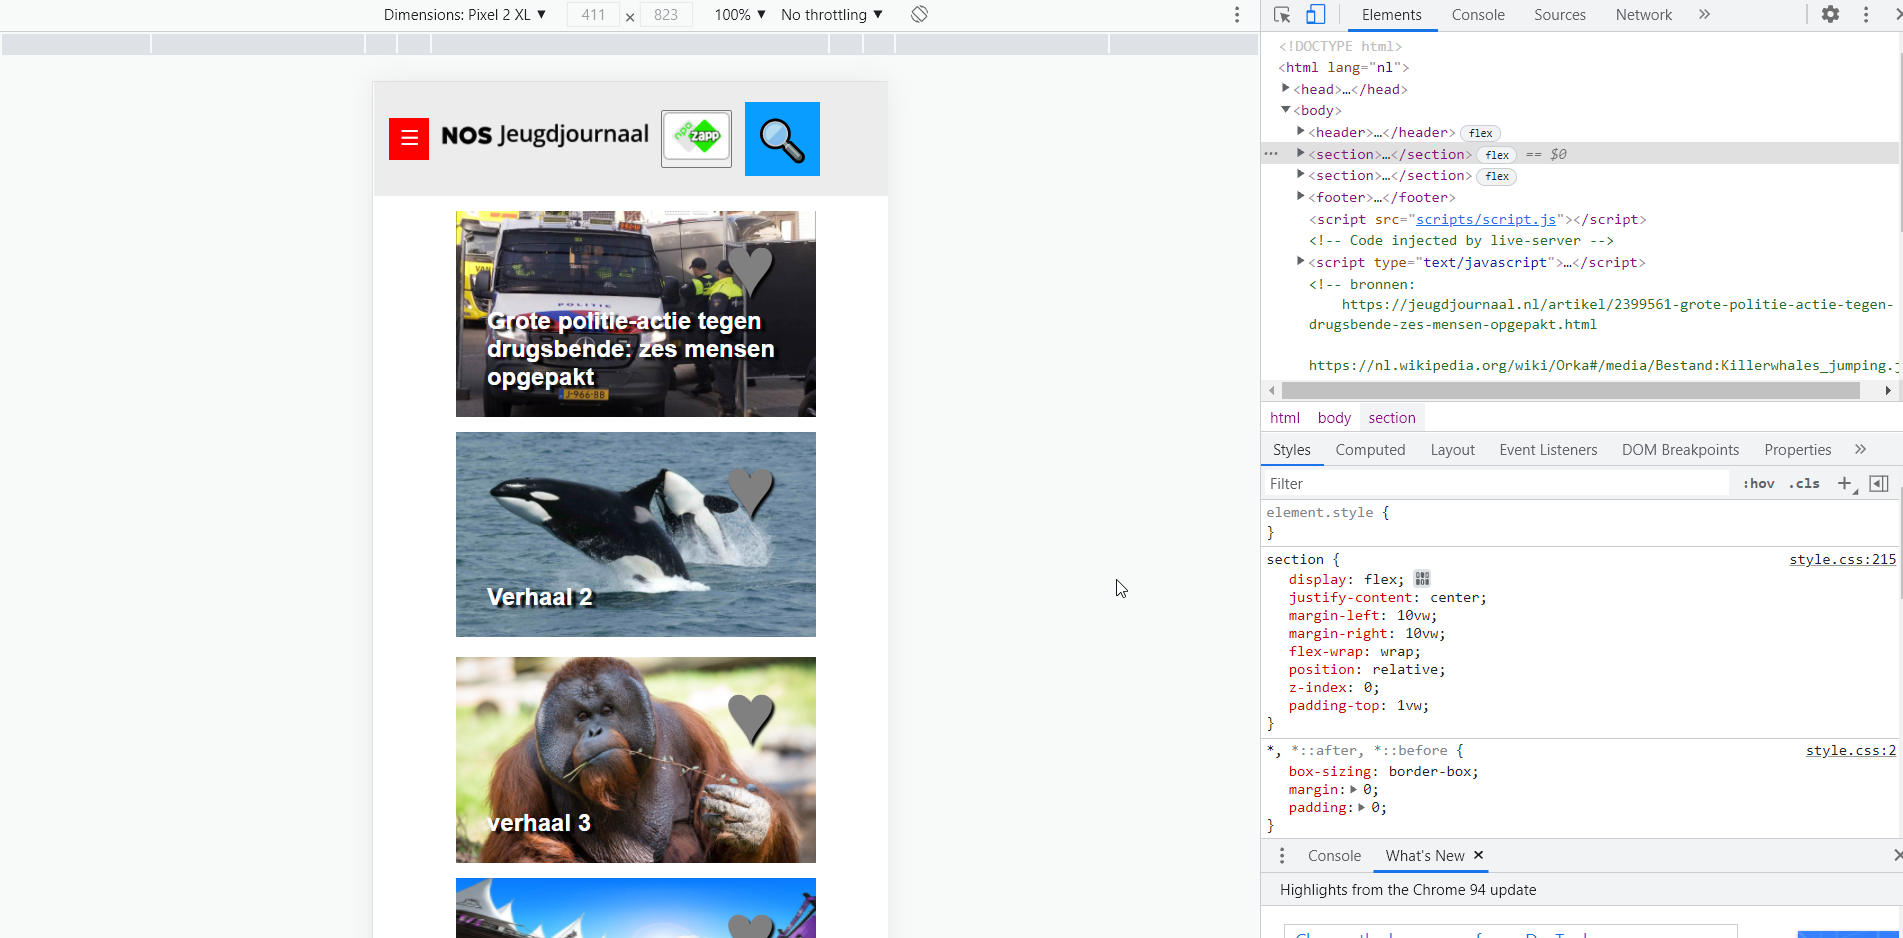 Dimensions: Pixel 2 XL ▼ 411 × 823 100% ▼ No throttling ▼
Elements Console Sources Network »
<!DOCTYPE html>
<html lang="nl">
<head>…</head>
<body>
<header>…</header> flex
NOS Jeugdjournaal npo zapp
… <section>…</section> flex == $0
<section>…</section> flex
<footer>…</footer>
<script src="scripts/script.js"></script>
<!-- Code injected by live-server -->
<script type="text/javascript">…</script>
<!-- bronnen:
https://jeugdjournaal.nl/artikel/2399561-grote-politie-actie-tegen-
drugsbende-zes-mensen-opgepakt.html
https://nl.wikipedia.org/wiki/Orka#/media/Bestand:Killerwhales_jumping.j
POLITIE
Grote politie-actie tegen
drugsbende: zes mensen
opgepakt
J-966-BB
Verhaal 2
verhaal 3
html body section
Styles Computed Layout Event Listeners DOM Breakpoints Properties »
Filter :hov .cls +
element.style {
}
section { style.css:215
display: flex;
justify-content: center;
margin-left: 10vw;
margin-right: 10vw;
flex-wrap: wrap;
position: relative;
z-index: 0;
padding-top: 1vw;
}
*, *::after, *::before { style.css:2
box-sizing: border-box;
margin: 0;
padding: 0;
}
Console What's New ×
Highlights from the Chrome 94 update